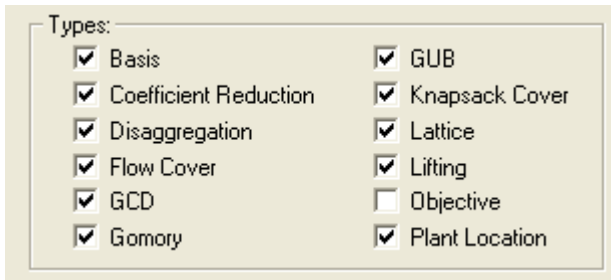 Types:
Basis
Coefficient Reduction
Disaggregation
Flow Cover
GCD
Gomory
GUB
Knapsack Cover
Lattice
Lifting
Objective
Plant Location